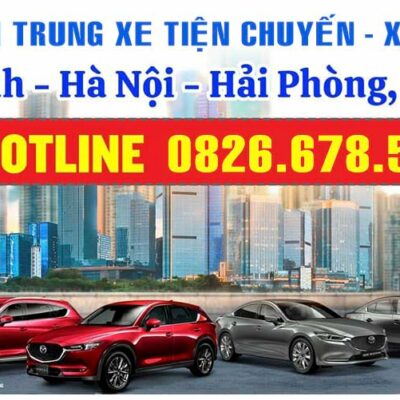 TRUNG XE TIỆN CHUYẾN - X
h - Hà Nội - Hải Phòng,
OTLINE 0826.678.5